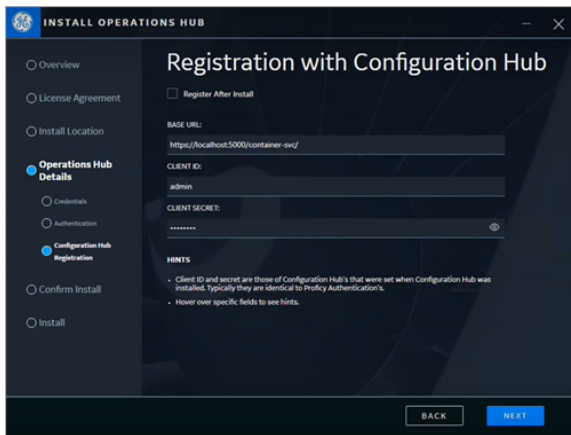 INSTALL OPERATIONS HUB
Overview
License Agreement
Install Location
Operations Hub
Details
Credentials
Authentication
Configuration Hub
Registration
Confirm Install
Install
Registration with Configuration Hub
Register After Install
BASE URL:
https://localhost:5000/container-svc/
CLIENT ID:
admin
CLIENT SECRET:
••••••••
HINTS
• Client ID and secret are those of Configuration Hub's that were set when Configuration Hub was
installed. Typically they are identical to Proficy Authentication's.
• Hover over specific fields to see hints.
BACK
NEXT